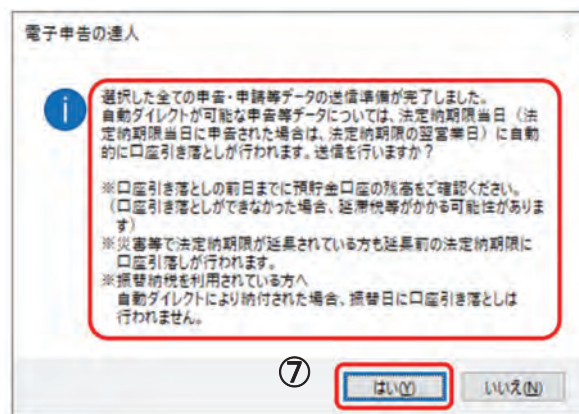 電子申告の達人
選択した全ての申告・申請等データの送信準備が完了しました。
自動ダイレクトが可能な申告等データについては、法定納期限当日（法
定納期限当日に申告された場合は、法定納期限の翌営業日）に自動
的に口座引き落としが行われます。送信を行いますか？
※口座引き落としの前日までに預貯金口座の残高をご確認ください。
（口座引き落としができなかった場合、延滞税等がかかる可能性がありま
す）
※災害等で法定納期限が延長されている方も延長前の法定納期限に
口座引落しが行われます。
※振替納税を利用されている方へ
自動ダイレクトにより納付された場合、振替日に口座引き落としは
行われません。
⑦
はい(Y)
いいえ(N)